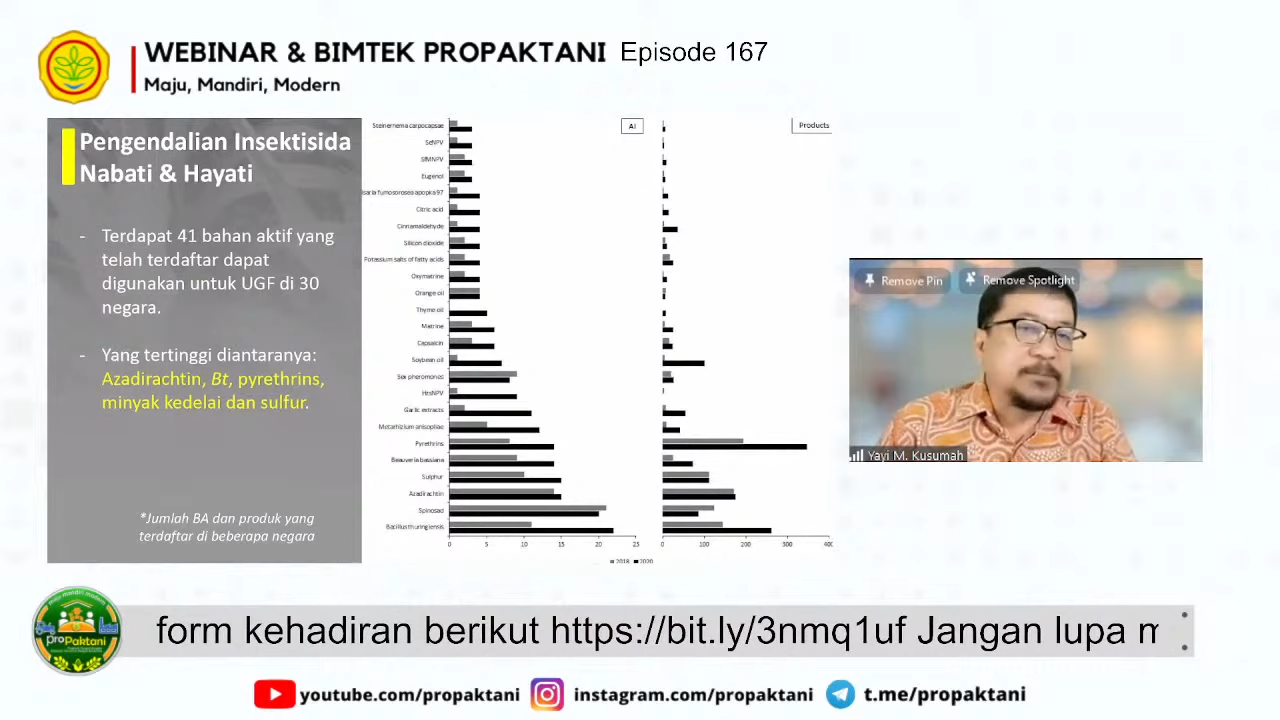 WEBINAR & BIMTEK PROPAKTANI Episode 167
Maju, Mandiri, Modern
Pengendalian Insektisida
Nabati & Hayati
- Terdapat 41 bahan aktif yang
telah terdaftar dapat
digunakan untuk UGF di 30
negara.
- Yang tertinggi diantaranya:
Azadirachtin, Bt, pyrethrins,
minyak kedelai dan sulfur.
*Jumlah BA dan produk yang
terdaftar di beberapa negara
AI
Products
Steinernema carpocapsae
SeNPV
SfMNPV
Eugenol
Isaria fumosorosea apopka 97
Citric acid
Cinnamaldehyde
Silicon dioxide
Potassium salts of fatty acids
Oxymatrine
Orange oil
Thyme oil
Matrine
Capsaicin
Soybean oil
Sex pheromones
Garlic extracts
Metarhizium anisopliae
Pyrethrins
Beauveria bassiana
Sulphur
Azadirachtin
Spinosad
Bacillus thuringiensis
0 5 10 15 20 25
0 100 200 300
2018 2020
Remove Pin Remove Spotlight
Yayi M. Kusumah
proPaktani
form kehadiran berikut https://bit.ly/3nmq1uf Jangan lupa
youtube.com/propaktani instagram.com/propaktani t.me/propaktani